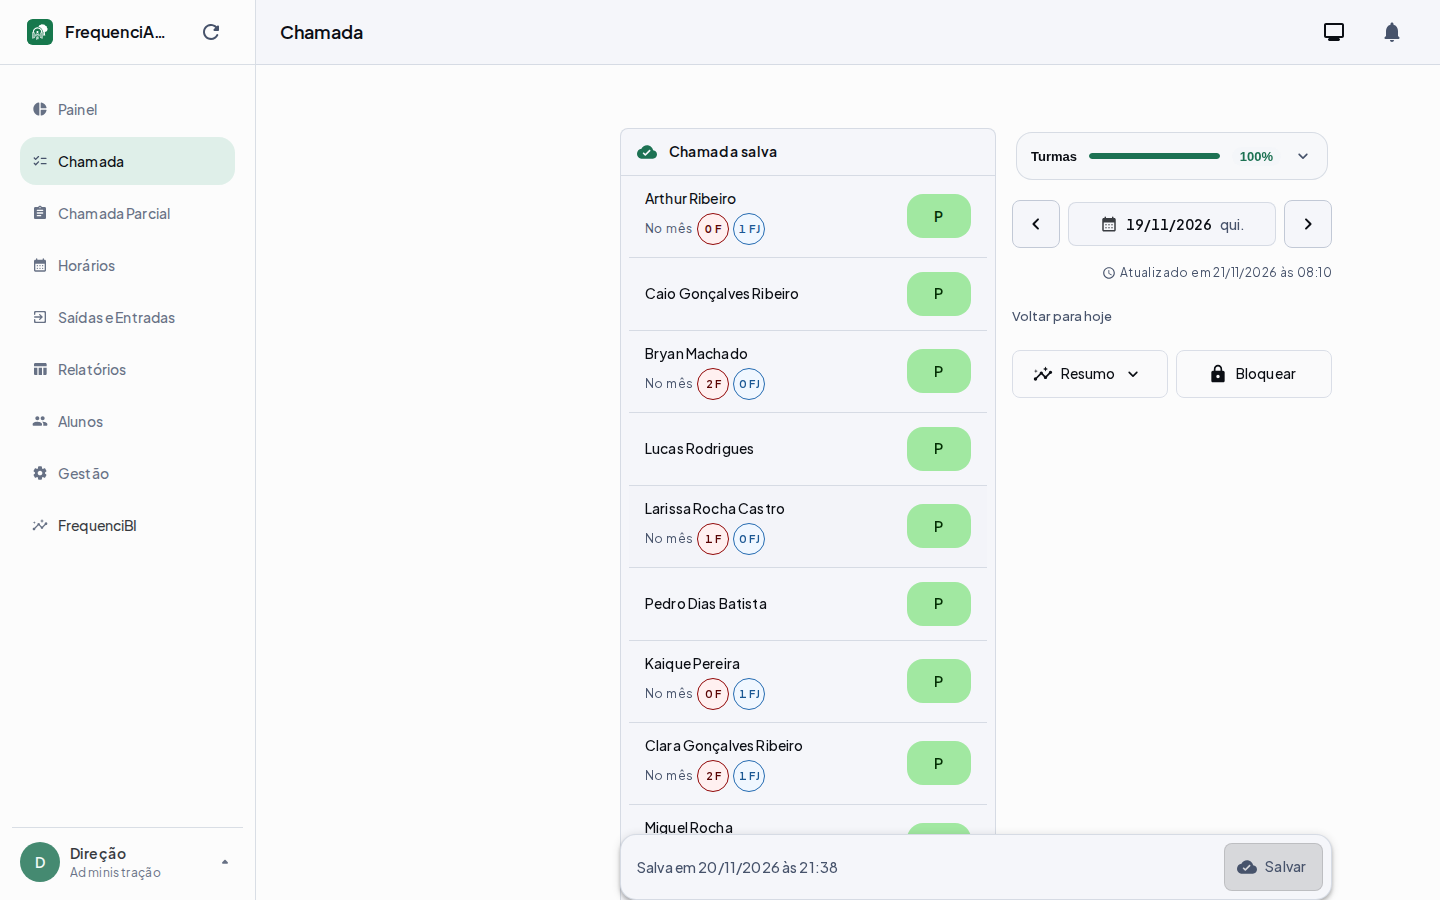 FrequenciA...
Chamada
Painel
Chamada
Chamada Parcial
Horários
Saídas e Entradas
Relatórios
Alunos
Gestão
FrequenciBI
D
Direção
Administração
Chamada salva
Arthur Ribeiro
No mês 0 F 1 FJ
P
Caio Gonçalves Ribeiro
P
Bryan Machado
No mês 2 F 0 FJ
P
Lucas Rodrigues
P
Larissa Rocha Castro
No mês 1 F 0 FJ
P
Pedro Dias Batista
P
Kaique Pereira
No mês 0 F 1 FJ
P
Clara Gonçalves Ribeiro
No mês 2 F 1 FJ
P
Miguel Rocha
Turmas 100%
19/11/2026 qui.
Atualizado em 21/11/2026 às 08:10
Voltar para hoje
Resumo
Bloquear
Salva em 20/11/2026 às 21:38
Salvar